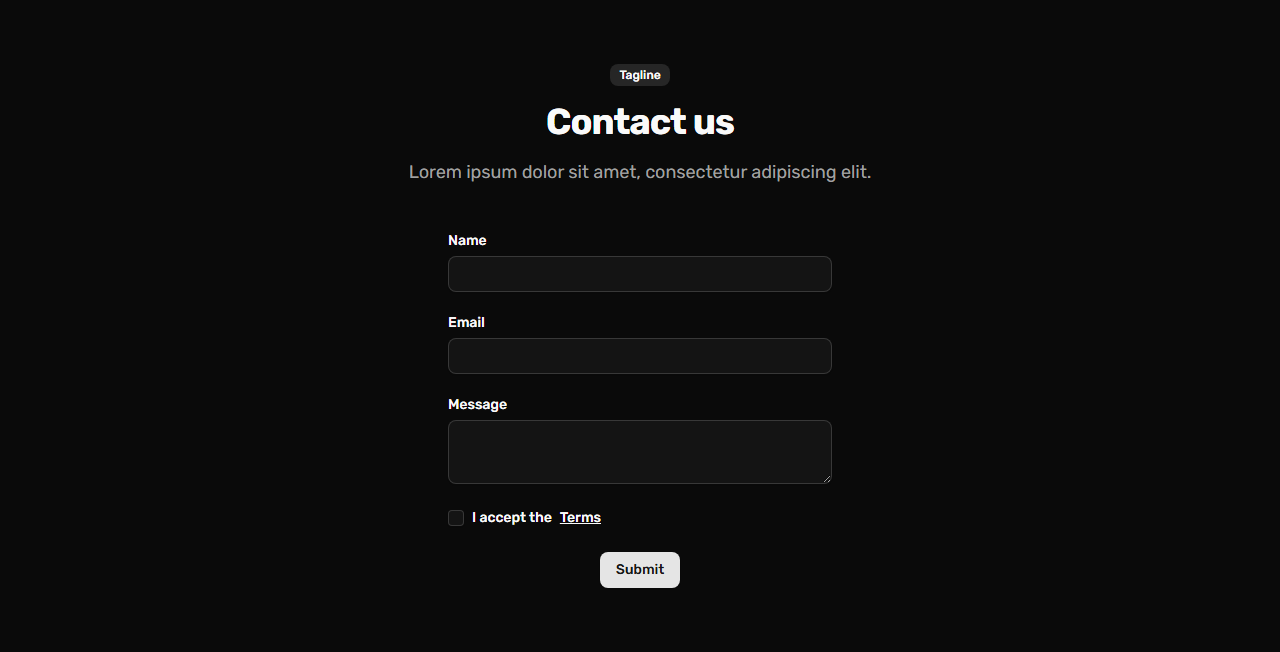 Tagline
Contact us
Lorem ipsum dolor sit amet, consectetur adipiscing elit.
Name
Email
Message
I accept the Terms
Submit